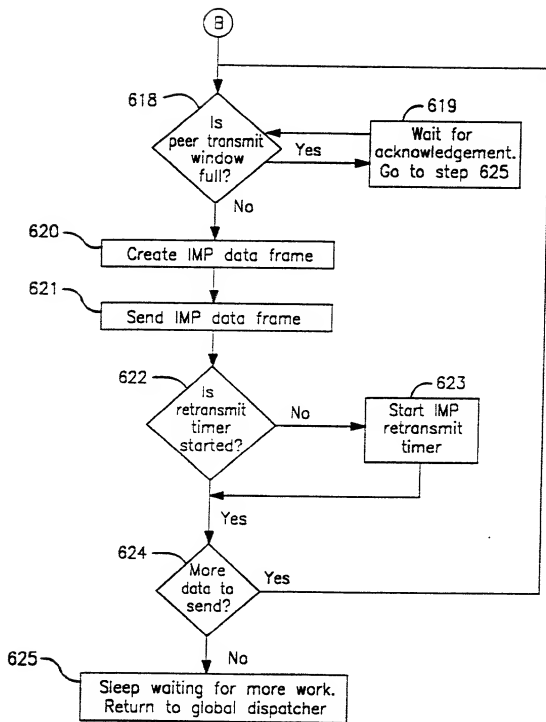 B
618
Is
peer transmit
window
full?
Yes
619
Wait for
acknowledgement.
Go to step 625
No
620
Create IMP data frame
621
Send IMP data frame
622
Is
retransmit
timer
started?
No
623
Start IMP
retransmit
timer
Yes
624
More
data to
send?
Yes
No
625
Sleep waiting for more work.
Return to global dispatcher